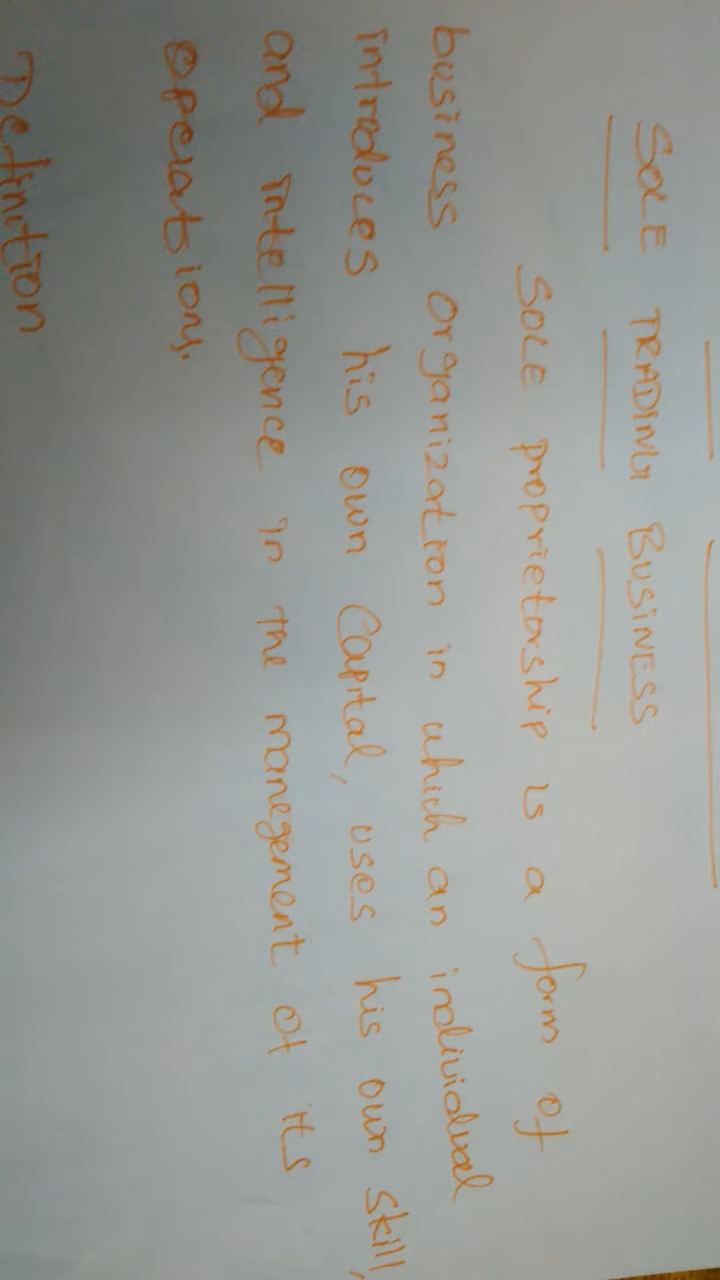 SOLE TRADING BUSINESS
SOLE proprietorship is a form of
business organization in which an individual
introduces his own Capital, uses his own skill,
and intelligence in the manegement of its
operations.
Definition